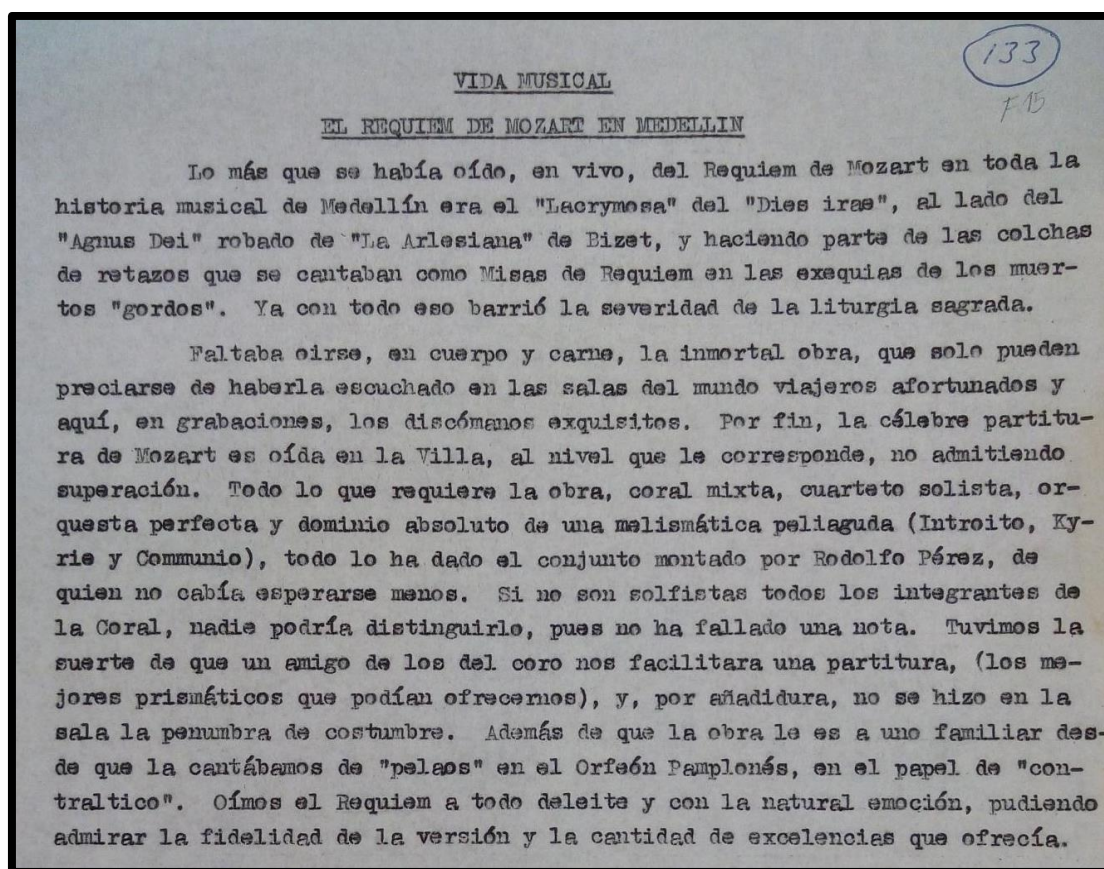 133
F.15
VIDA MUSICAL
EL REQUIEM DE MOZART EN MEDELLIN
Lo más que se había oído, en vivo, del Requiem de Mozart en toda la
historia musical de Medellín era el "Lacrymosa" del "Dies irae", al lado del
"Agnus Dei" robado de "La Arlesiana" de Bizet, y haciendo parte de las colchas
de retazos que se cantaban como Misas de Requiem en las exequias de los muer-
tos "gordos". Ya con todo eso barrió la severidad de la liturgia sagrada.
Faltaba oirse, en cuerpo y carne, la inmortal obra, que solo pueden
preciarse de haberla escuchado en las salas del mundo viajeros afortunados y
aquí, en grabaciones, los discómanos exquisitos. Por fin, la célebre partitu-
ra de Mozart es oída en la Villa, al nivel que le corresponde, no admitiendo
superación. Todo lo que requiere la obra, coral mixta, cuarteto solista, or-
questa perfecta y dominio absoluto de una melismática peliaguda (Introito, Ky-
rie y Communio), todo lo ha dado el conjunto montado por Rodolfo Pérez, de
quien no cabía esperarse menos. Si no son solfistas todos los integrantes de
la Coral, nadie podría distinguirlo, pues no ha fallado una nota. Tuvimos la
suerte de que un amigo de los del coro nos facilitara una partitura, (los me-
jores prismáticos que podían ofrecernos), y, por añadidura, no se hizo en la
sala la penumbra de costumbre. Además de que la obra le es a uno familiar des-
de que la cantábamos de "pelaos" en el Orfeón Pamplonés, en el papel de "con-
traltico". Oímos el Requiem a todo deleite y con la natural emoción, pudiendo
admirar la fidelidad de la versión y la cantidad de excelencias que ofrecía.